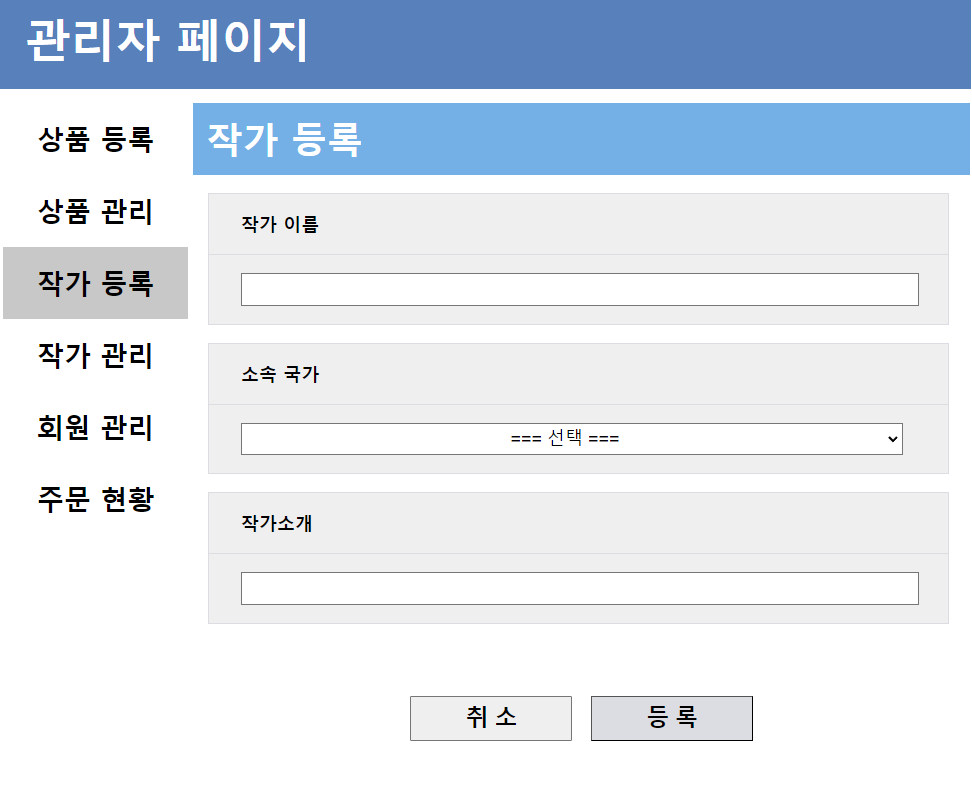 관리자 페이지
상품 등록
상품 관리
작가 등록
작가 관리
회원 관리
주문 현황
작가 등록
작가 이름
소속 국가
=== 선택 ===
작가소개
취 소
등 록